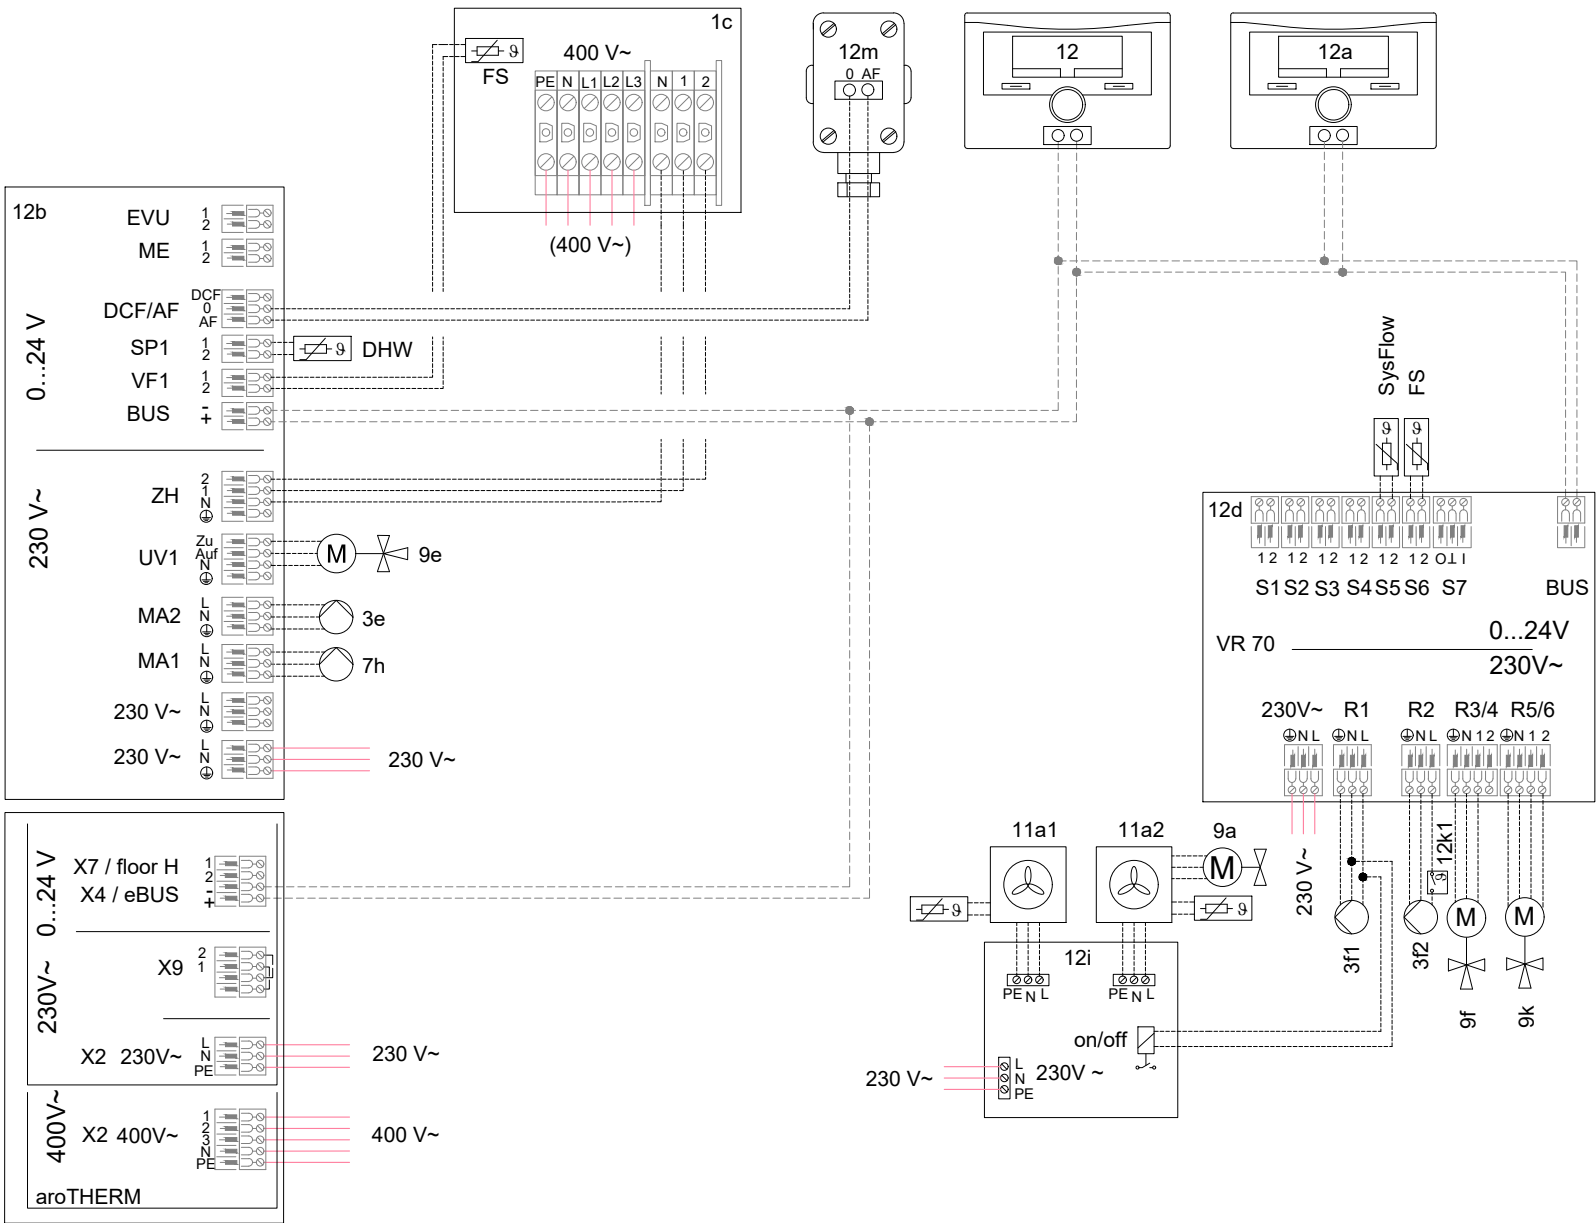 1c
FS
400 V~
PE N L1 L2 L3 N 1 2
(400 V~)
12m
0 AF
12
12a
12b
0...24 V
230 V~
EVU 1
2
ME 1
2
DCF/AF DCF
0
AF
SP1 1
2
DHW
VF1 1
2
BUS -
+
ZH 2
1
N
UV1 Zu
Auf
N
M
9e
MA2 L
N
3e
MA1 L
N
7h
230 V~ L
N
230 V~ L
N
230 V~
0...24 V
230V~
400V~
X7 / floor H 1
2
X4 / eBUS -
+
X9 2
1
X2 230V~ L
N
PE
230 V~
X2 400V~ 1
2
3
N
PE
400 V~
aroTHERM
SysFlow
FS
12d
1 2 1 2 1 2 1 2 1 2 1 2 O T I
S1 S2 S3 S4 S5 S6 S7 BUS
VR 70
0...24V
230V~
230V~ R1 R2 R3/4 R5/6
N L N L N L N 1 2 N 1 2
230 V~
3f1
3f2
12k1
M
9f
M
9k
11a1
11a2
9a
M
12i
PE N L
PE N L
on/off
230 V~
L
N
PE
230V ~